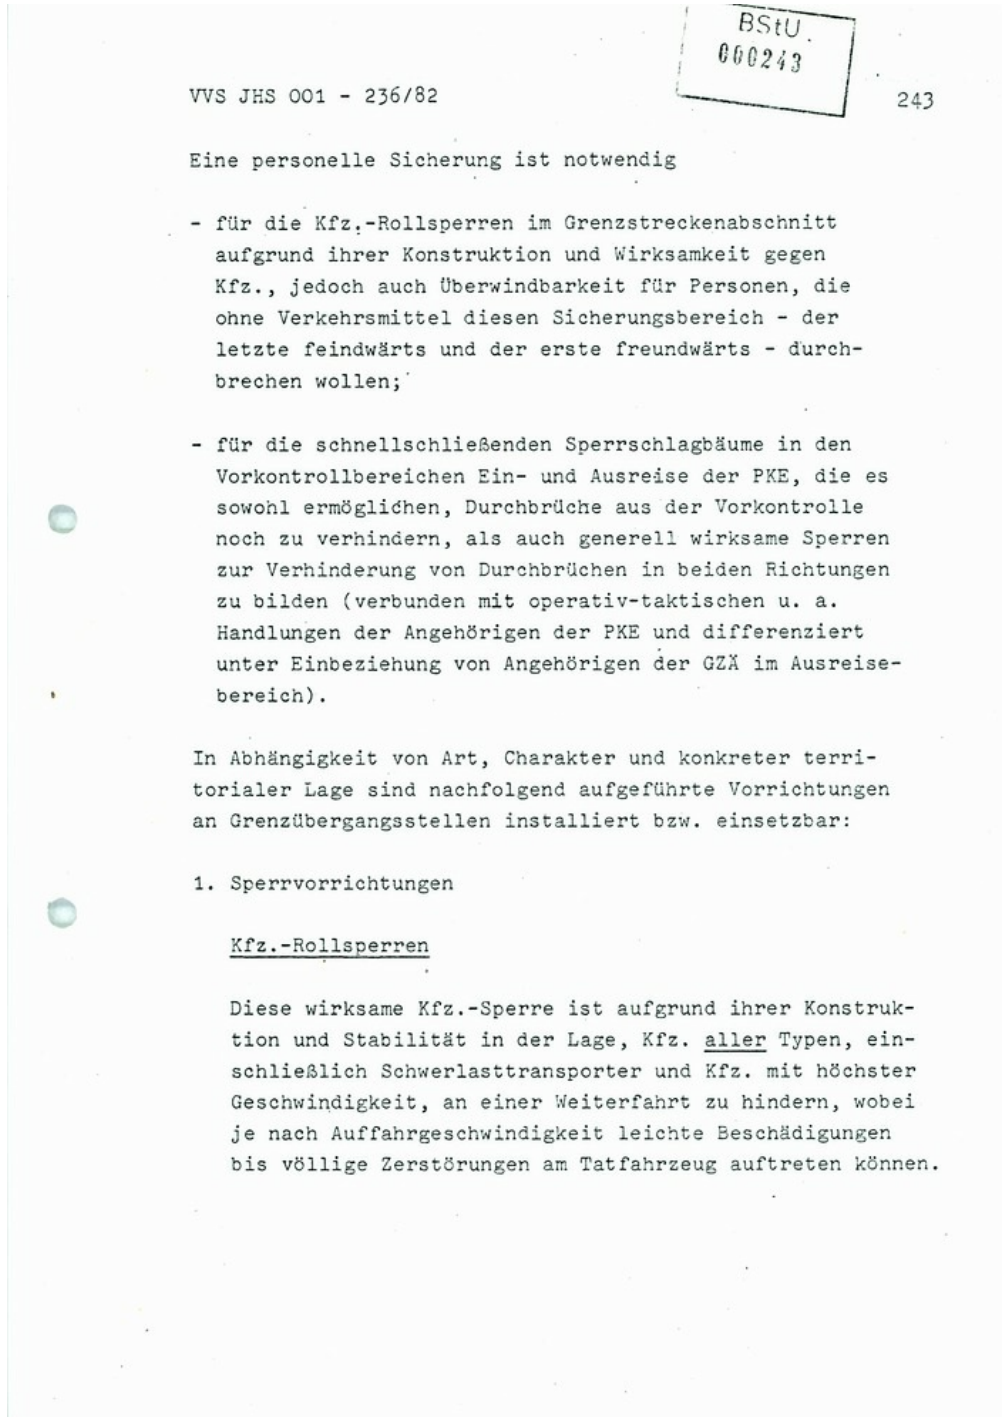 BStU
000243
VVS JHS 001 - 236/82
243
Eine personelle Sicherung ist notwendig
- für die Kfz.-Rollsperren im Grenzstreckenabschnitt
aufgrund ihrer Konstruktion und Wirksamkeit gegen
Kfz., jedoch auch Überwindbarkeit für Personen, die
ohne Verkehrsmittel diesen Sicherungsbereich - der
letzte feindwärts und der erste freundwärts - durch-
brechen wollen;
- für die schnellschließenden Sperrschlagbäume in den
Vorkontrollbereichen Ein- und Ausreise der PKE, die es
sowohl ermöglichen, Durchbrüche aus der Vorkontrolle
noch zu verhindern, als auch generell wirksame Sperren
zur Verhinderung von Durchbrüchen in beiden Richtungen
zu bilden (verbunden mit operativ-taktischen u. a.
Handlungen der Angehörigen der PKE und differenziert
unter Einbeziehung von Angehörigen der GZÄ im Ausreise-
bereich).
In Abhängigkeit von Art, Charakter und konkreter terri-
torialer Lage sind nachfolgend aufgeführte Vorrichtungen
an Grenzübergangsstellen installiert bzw. einsetzbar:
1. Sperrvorrichtungen
Kfz.-Rollsperren
Diese wirksame Kfz.-Sperre ist aufgrund ihrer Konstruk-
tion und Stabilität in der Lage, Kfz. aller Typen, ein-
schließlich Schwerlasttransporter und Kfz. mit höchster
Geschwindigkeit, an einer Weiterfahrt zu hindern, wobei
je nach Auffahrgeschwindigkeit leichte Beschädigungen
bis völlige Zerstörungen am Tatfahrzeug auftreten können.